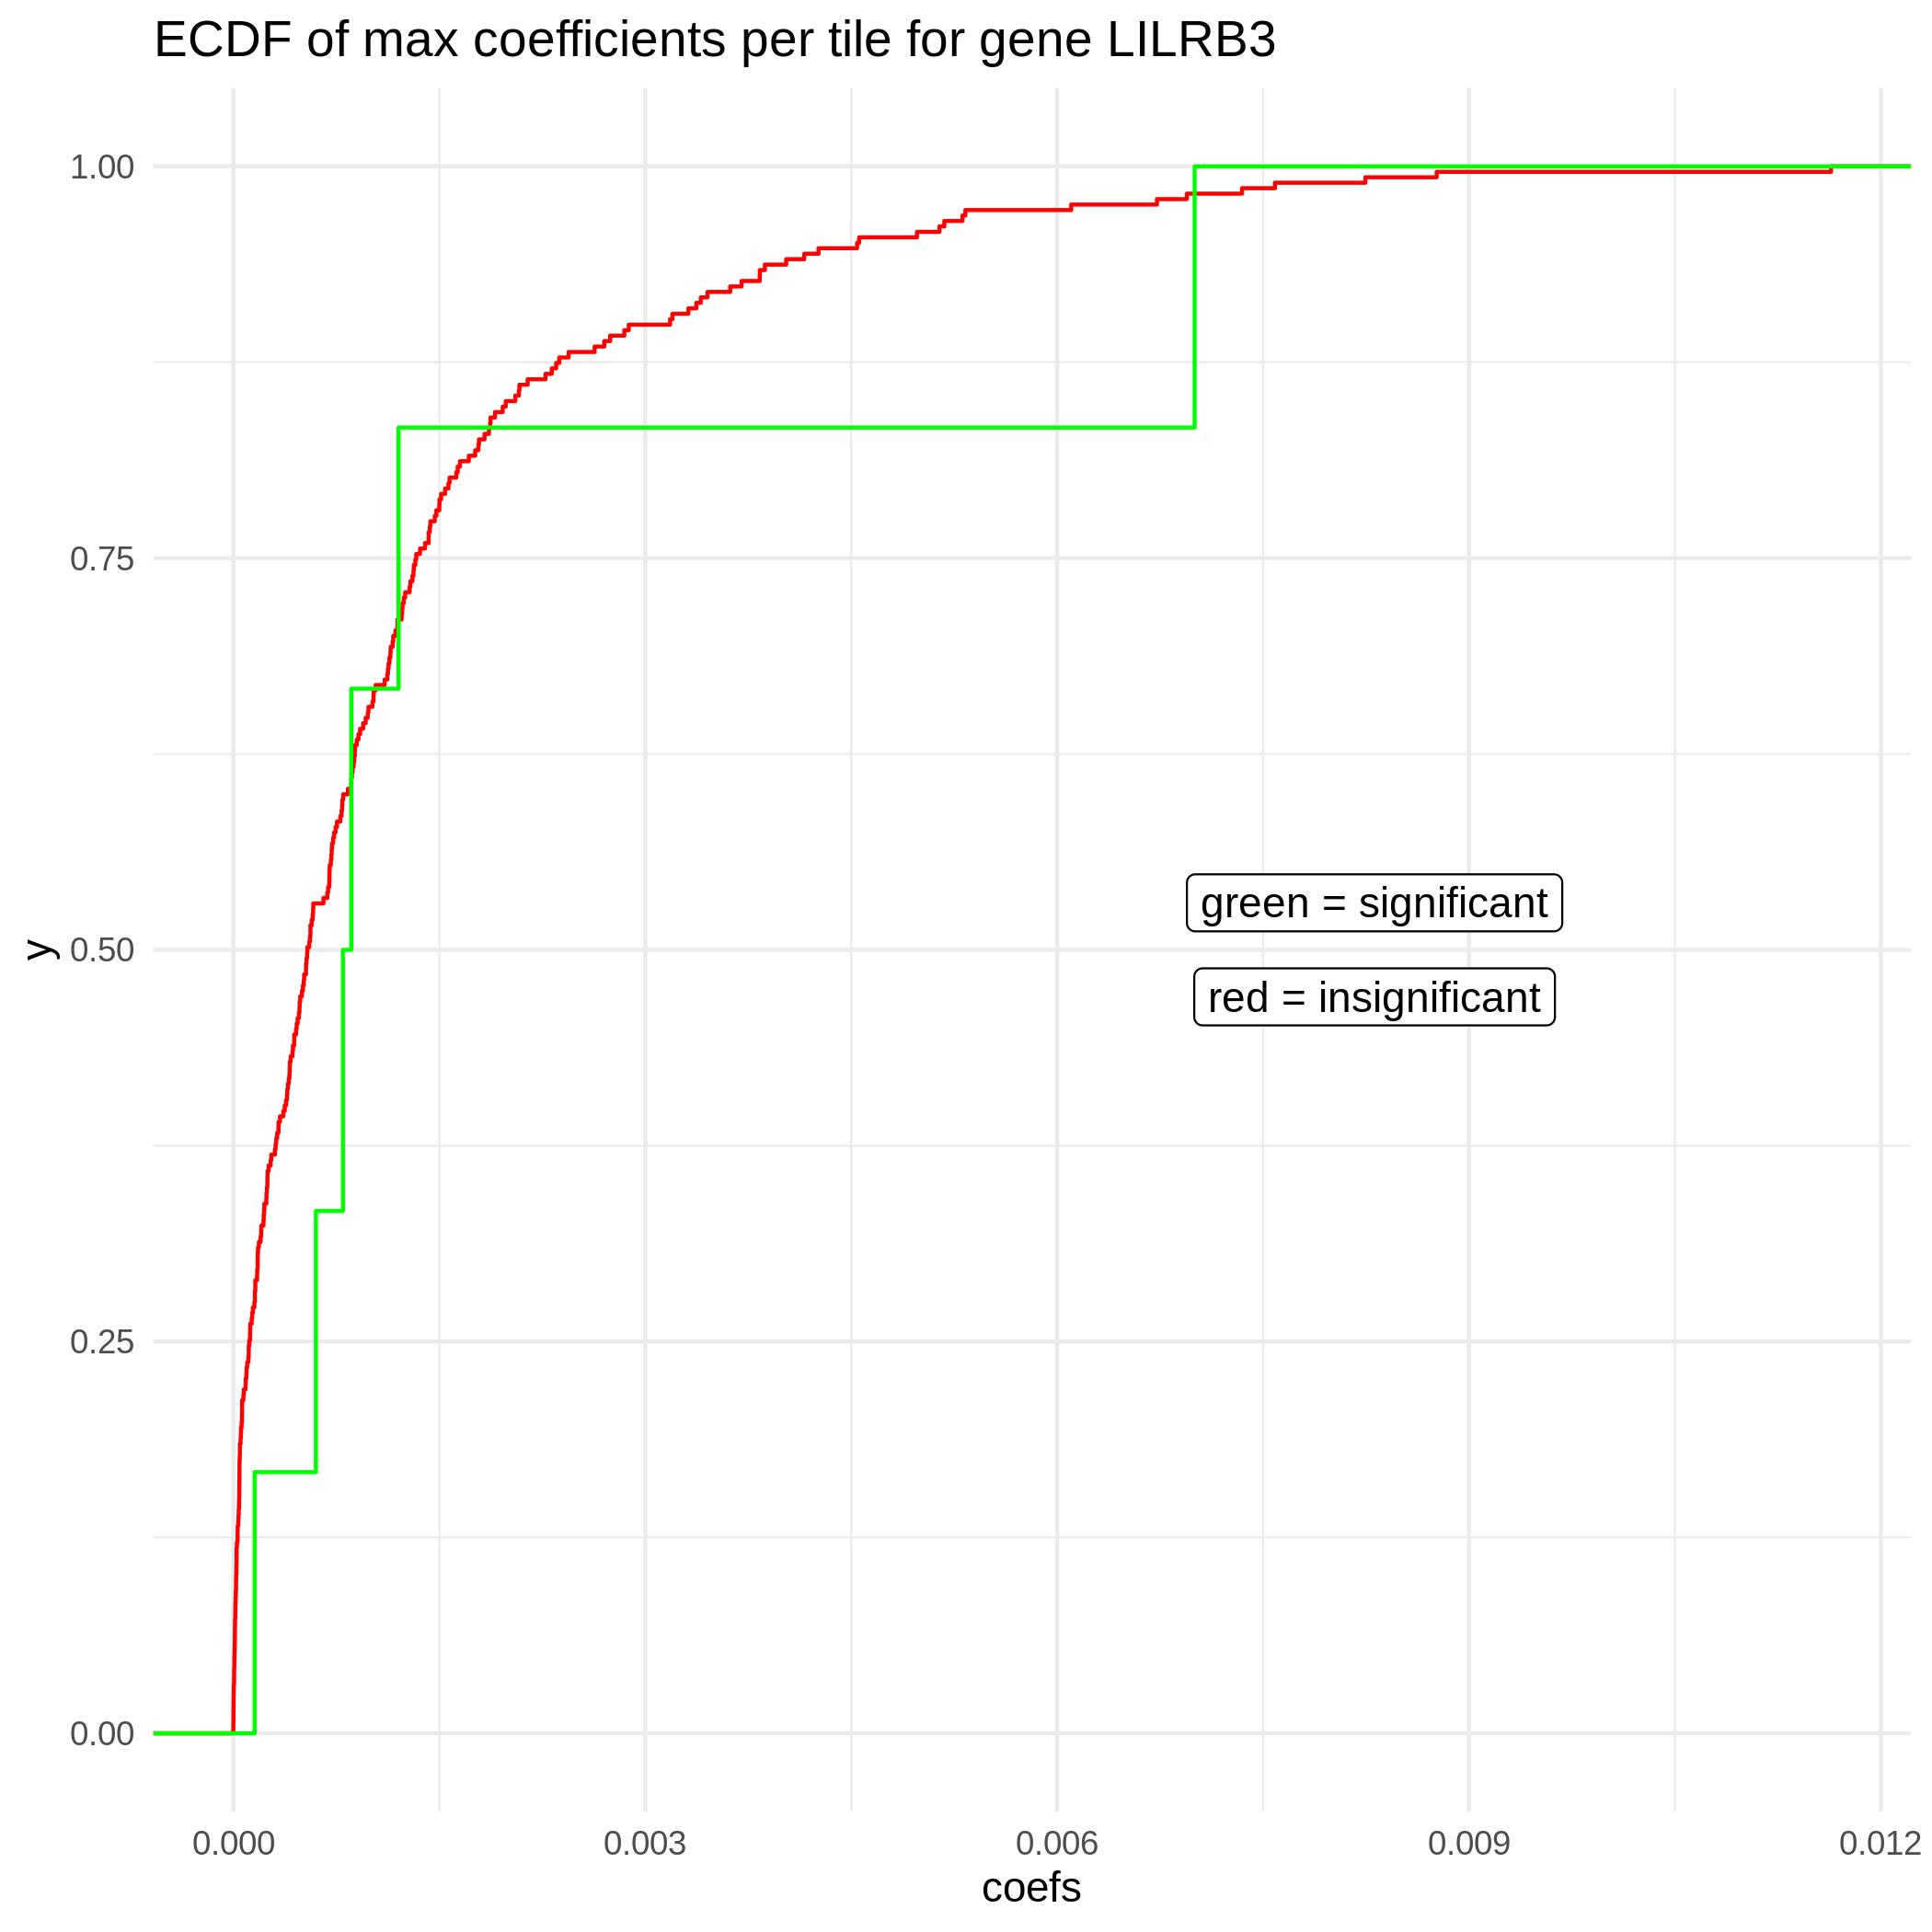 ECDF of max coefficients per tile for gene LILRB3
1.00
0.75
0.50
0.25
0.00
y
green = significant
red = insignificant
0.000
0.003
0.006
0.009
0.012
coefs